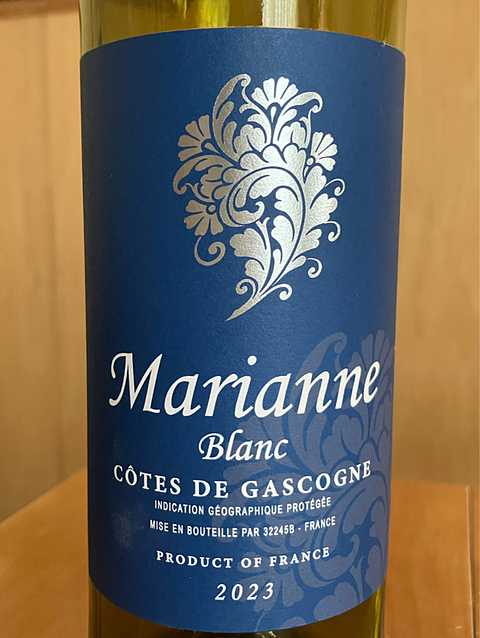 Marianne
Blanc
CÔTES DE GASCOGNE
INDICATION GÉOGRAPHIQUE PROTÉGÉE
MISE EN BOUTEILLE PAR 32245B - FRANCE
PRODUCT OF FRANCE
2023